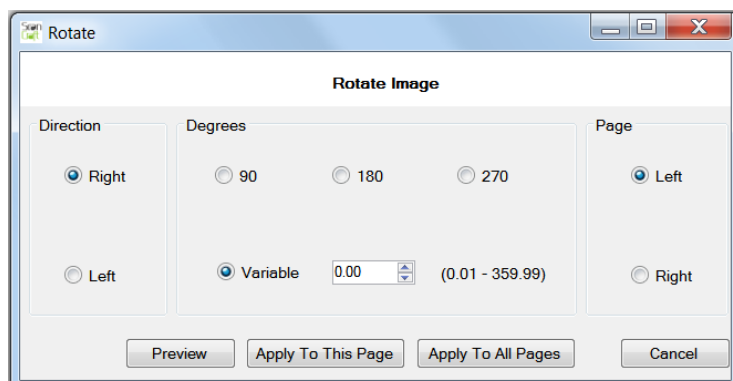 Scan
Rotate
Rotate Image
Direction
Degrees
Page
Right
90
180
270
Left
Left
Variable
0.00
(0.01 - 359.99)
Right
Preview
Apply To This Page
Apply To All Pages
Cancel